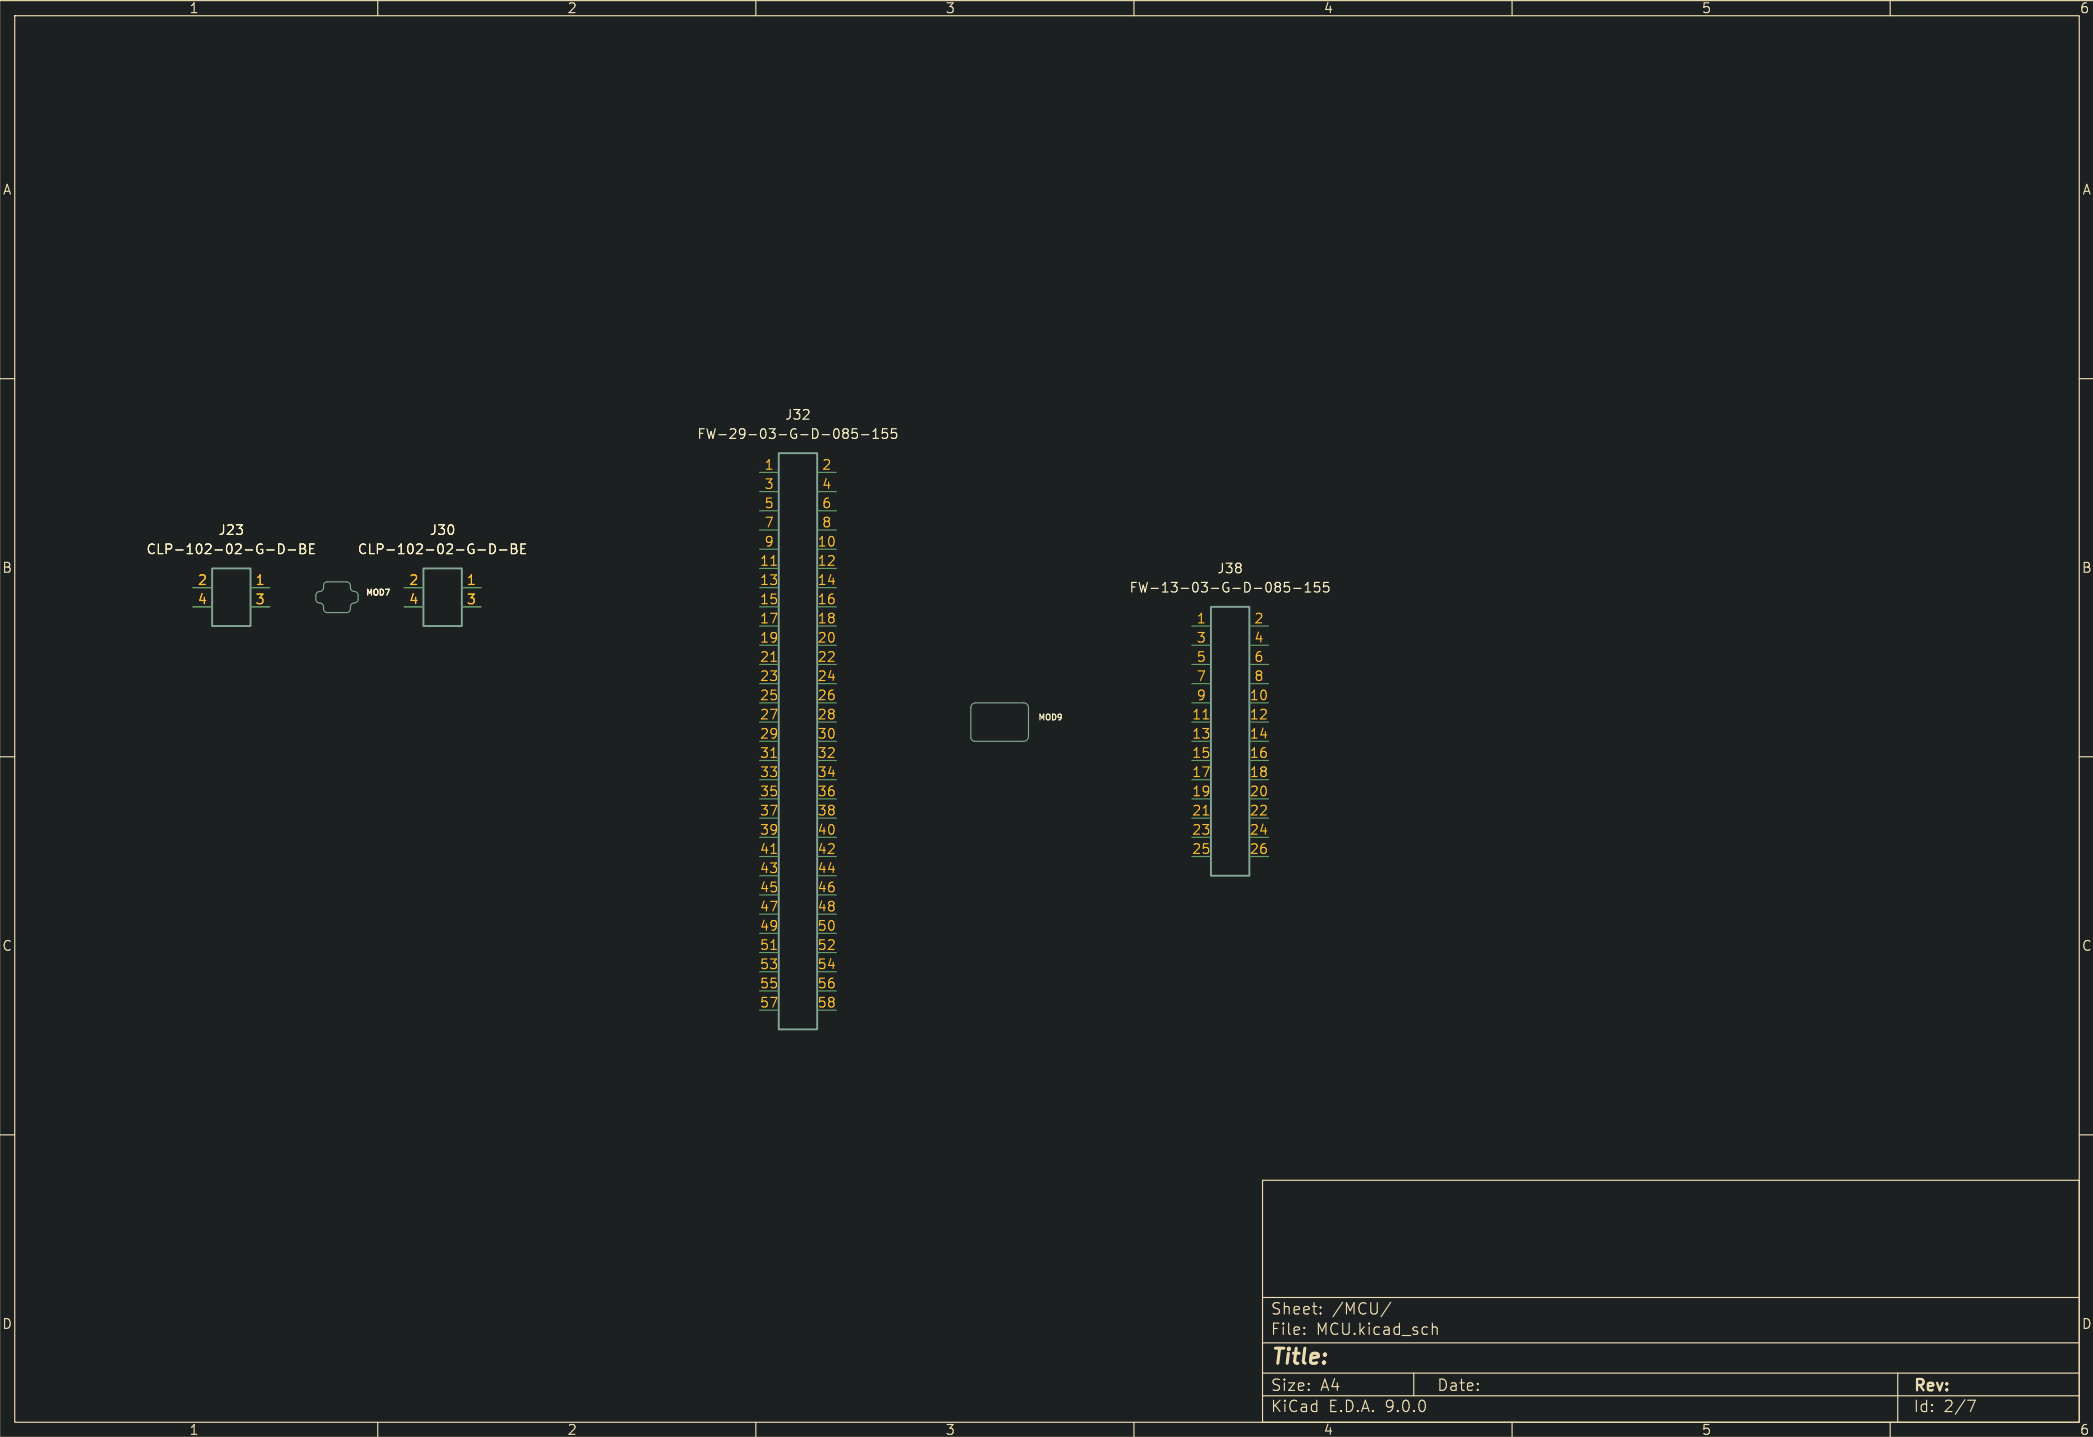 1 2 3 4 5 6
A A
J32
FW-29-03-G-D-085-155
1 2
3 4
5 6
7 8
9 10
11 12
13 14
15 16
17 18
19 20
21 22
23 24
25 26
27 28
29 30
31 32
33 34
35 36
37 38
39 40
41 42
43 44
45 46
47 48
49 50
51 52
53 54
55 56
57 58
J23
CLP-102-02-G-D-BE
2 1
4 3
MOD7
J30
CLP-102-02-G-D-BE
2 1
4 3
B B
J38
FW-13-03-G-D-085-155
1 2
3 4
5 6
7 8
9 10
11 12
13 14
15 16
17 18
19 20
21 22
23 24
25 26
MOD9
C C
Sheet: /MCU/
File: MCU.kicad_sch
D D
Title:
Size: A4 Date: Rev:
KiCad E.D.A. 9.0.0 Id: 2/7
1 2 3 4 5 6